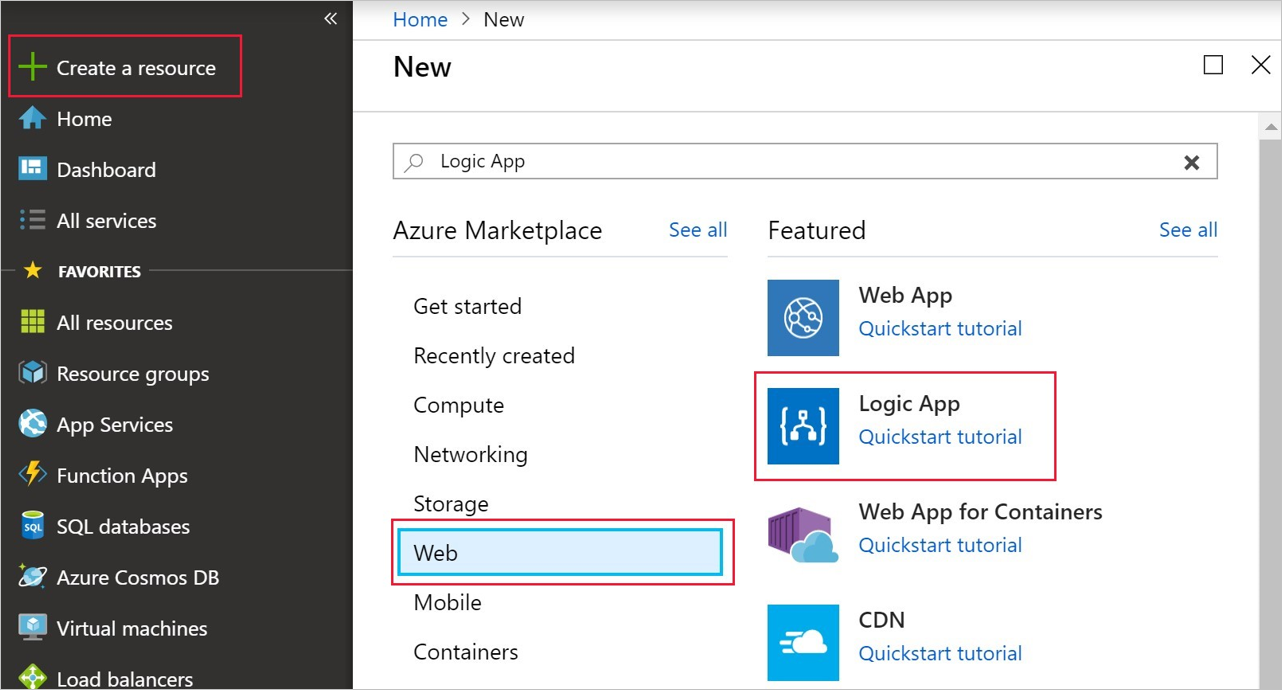 Create a resource
Home
Dashboard
All services
FAVORITES
All resources
Resource groups
App Services
Function Apps
SQL
SQL databases
Azure Cosmos DB
Virtual machines
Load balancers
Home > New
New
Logic App
Azure Marketplace See all
Get started
Recently created
Compute
Networking
Storage
Web
Mobile
Containers
Featured See all
Web App
Quickstart tutorial
Logic App
Quickstart tutorial
Web App for Containers
Quickstart tutorial
CDN
Quickstart tutorial